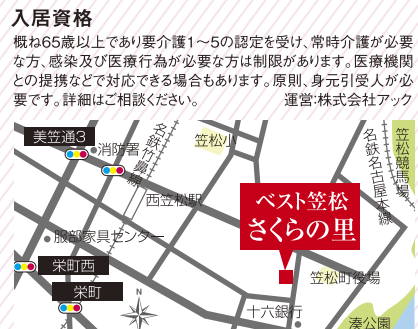 入居資格
概ね65歳以上であり要介護1〜5の認定を受け、常時介護が必要
な方、感染及び医療行為が必要な方は制限があります。医療機関
との提携などで対応できる場合もあります。原則、身元引受人が必
要です。詳細はご相談ください。
運営:株式会社アック
美笠通3
消防署
名鉄竹鼻線
笠松小
名鉄名古屋本線
笠松競馬場
西笠松駅
ベスト笠松
さくらの里
服部家具センター
栄町西
笠松町役場
栄町
N
十六銀行
湊公園